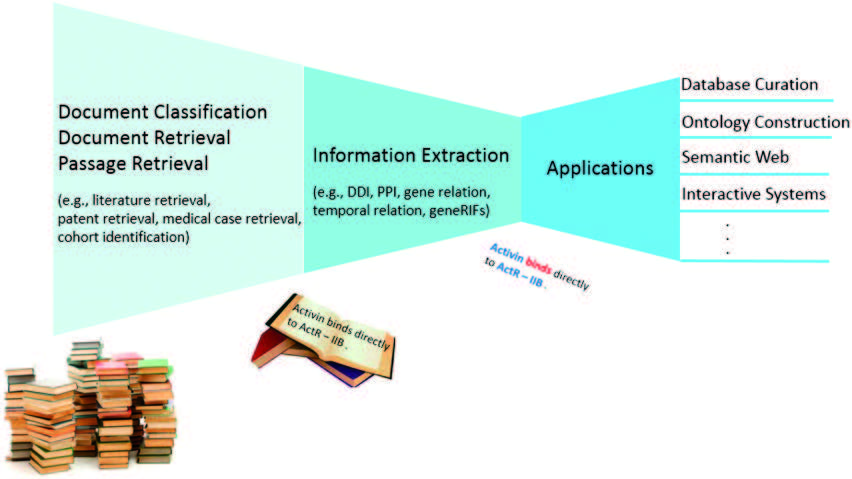 Document Classification
Document Retrieval
Passage Retrieval
(e.g., literature retrieval,
patent retrieval, medical case retrieval,
cohort identification)
Information Extraction
(e.g., DDI, PPI, gene relation,
temporal relation, geneRIFs)
Applications
Database Curation
Ontology Construction
Semantic Web
Interactive Systems
.
.
.
Activin binds directly
to ActR – IIB .
Activin binds directly
to ActR – IIB .